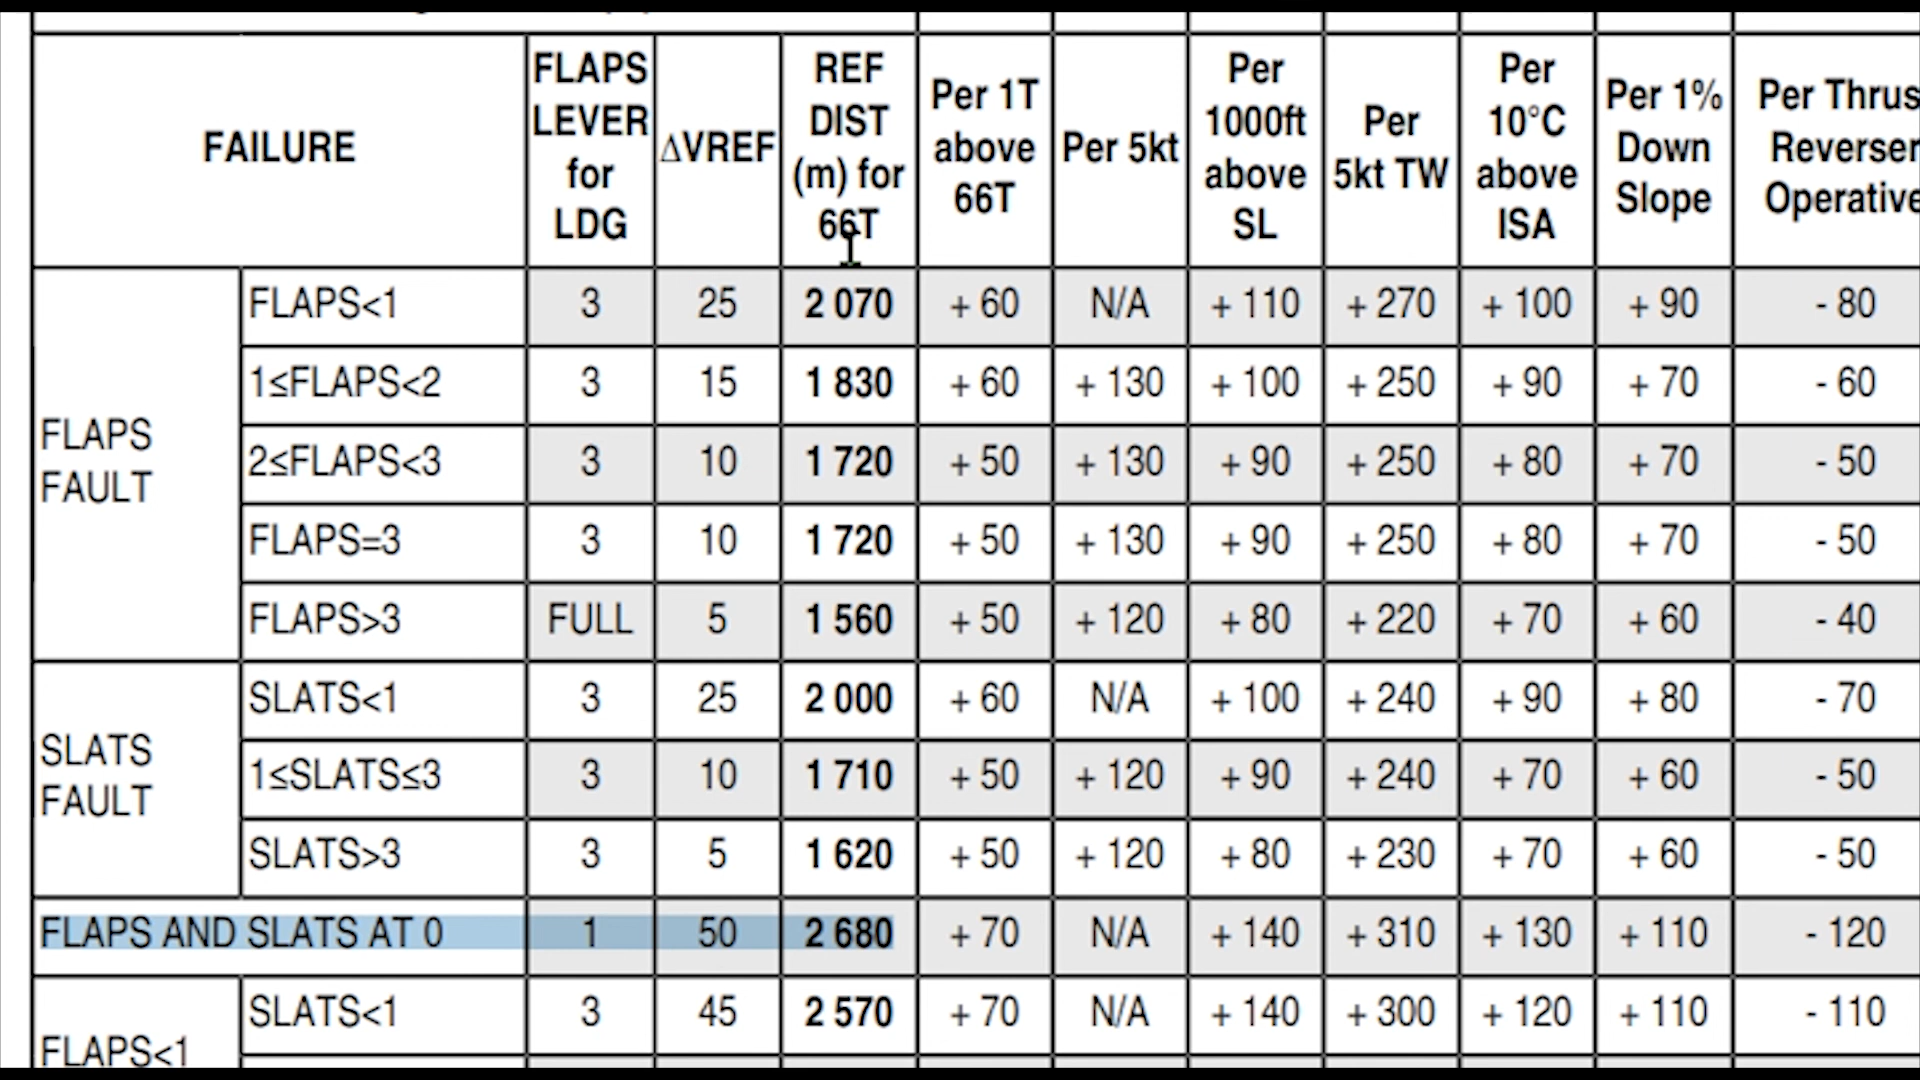 FAILURE
FLAPS
LEVER
for
LDG
ΔVREF
REF
DIST
(m) for
66T
Per 1T
above
66T
Per 5kt
Per
1000ft
above
SL
Per
5kt TW
Per
10°C
above
ISA
Per 1%
Down
Slope
Per Thrus
Reverser
Operative
FLAPS
FAULT
FLAPS<1 3 25 2 070 + 60 N/A + 110 + 270 + 100 + 90 - 80
1≤FLAPS<2 3 15 1 830 + 60 + 130 + 100 + 250 + 90 + 70 - 60
2≤FLAPS<3 3 10 1 720 + 50 + 130 + 90 + 250 + 80 + 70 - 50
FLAPS=3 3 10 1 720 + 50 + 130 + 90 + 250 + 80 + 70 - 50
FLAPS>3 FULL 5 1 560 + 50 + 120 + 80 + 220 + 70 + 60 - 40
SLATS
FAULT
SLATS<1 3 25 2 000 + 60 N/A + 100 + 240 + 90 + 80 - 70
1≤SLATS≤3 3 10 1 710 + 50 + 120 + 90 + 240 + 70 + 60 - 50
SLATS>3 3 5 1 620 + 50 + 120 + 80 + 230 + 70 + 60 - 50
FLAPS AND SLATS AT 0 1 50 2 680 + 70 N/A + 140 + 310 + 130 + 110 - 120
FLAPS<1
SLATS<1 3 45 2 570 + 70 N/A + 140 + 300 + 120 + 110 - 110